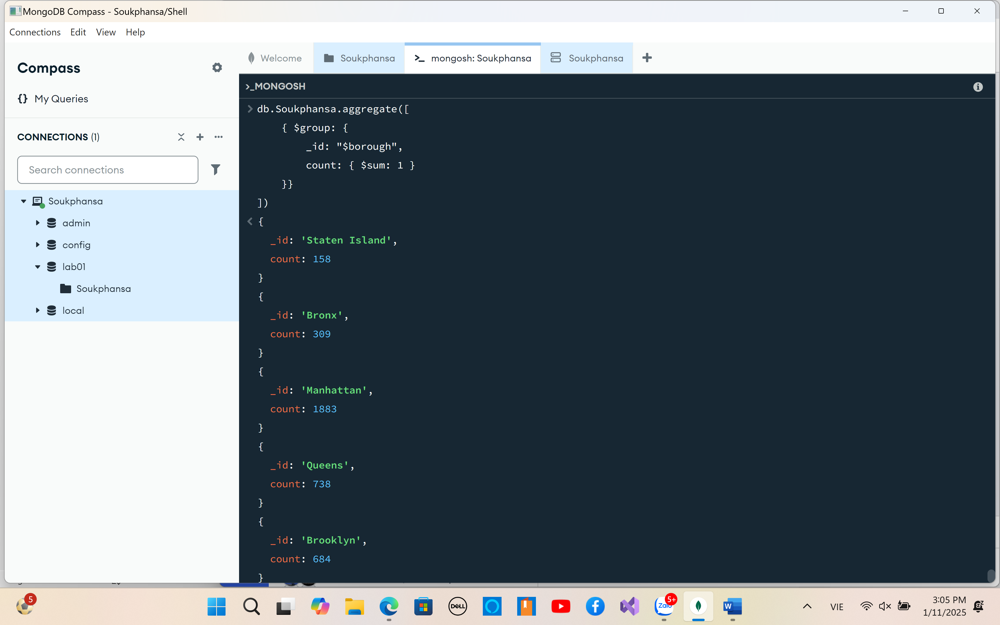 MongoDB Compass - Soukphansa/Shell
Connections Edit View Help
Compass
{} My Queries
CONNECTIONS (1)
Search connections
Soukphansa
admin
config
lab01
Soukphansa
local
Welcome Soukphansa >_ mongosh: Soukphansa Soukphansa +
>_MONGOSH
> db.Soukphansa.aggregate([
{ $group: {
_id: "$borough",
count: { $sum: 1 }
}}
])
< {
_id: 'Staten Island',
count: 158
}
{
_id: 'Bronx',
count: 309
}
{
_id: 'Manhattan',
count: 1883
}
{
_id: 'Queens',
count: 738
}
{
_id: 'Brooklyn',
count: 684
}
5
DELL
Zalo
5+
W
VIE
3:05 PM
1/11/2025